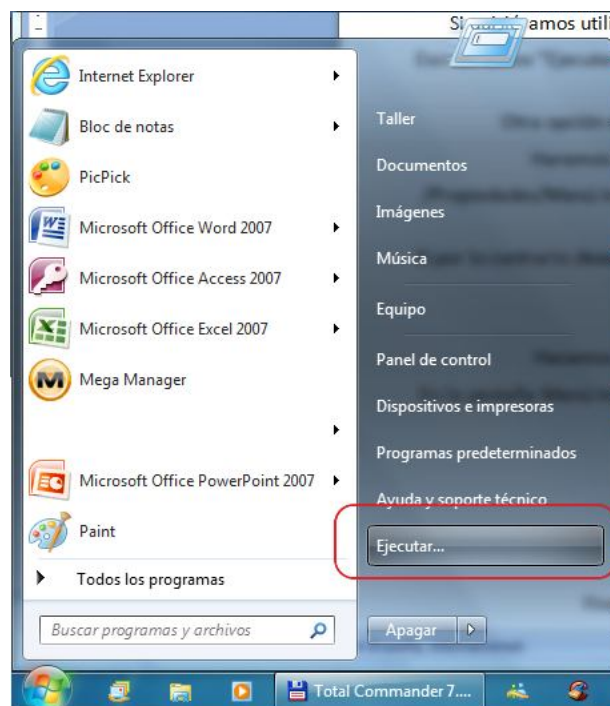 Internet Explorer
Bloc de notas
PicPick
Microsoft Office Word 2007
Microsoft Office Access 2007
Microsoft Office Excel 2007
Mega Manager
Microsoft Office PowerPoint 2007
Paint
Todos los programas
Buscar programas y archivos
Taller
Documentos
Imágenes
Música
Equipo
Panel de control
Dispositivos e impresoras
Programas predeterminados
Ayuda y soporte técnico
Ejecutar...
Apagar
Total Commander 7....